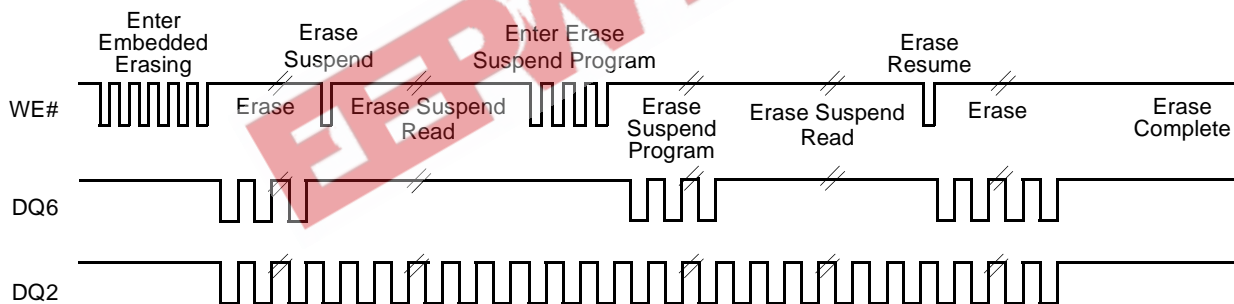 Enter
Embedded
Erasing
Erase
Suspend
Enter Erase
Suspend Program
Erase
Resume
WE#
Erase
Erase Suspend
Read
Erase
Suspend
Program
Erase Suspend
Read
Erase
Erase
Complete
DQ6
DQ2